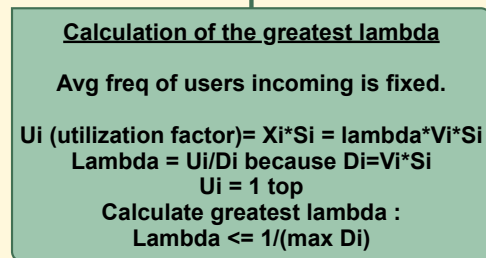 Calculation of the greatest lambda
Avg freq of users incoming is fixed.
Ui (utilization factor)= Xi*Si = lambda*Vi*Si
Lambda = Ui/Di because Di=Vi*Si
Ui = 1 top
Calculate greatest lambda :
Lambda <= 1/(max Di)